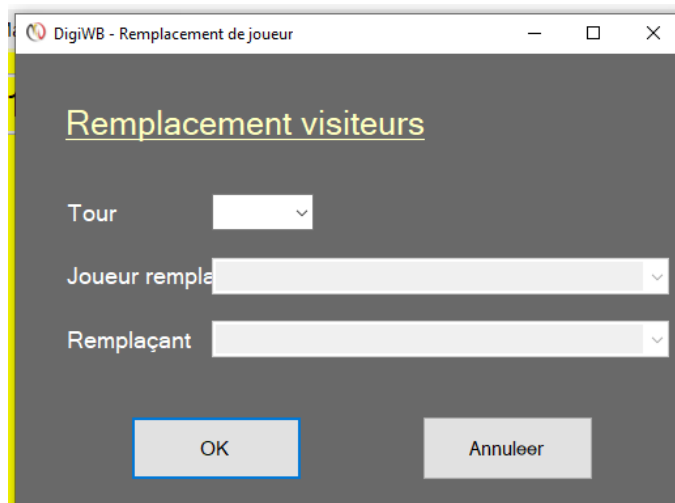 DigiWB - Remplacement de joueur
Remplacement visiteurs
Tour
Joueur rempla
Remplaçant
OK
Annuleer